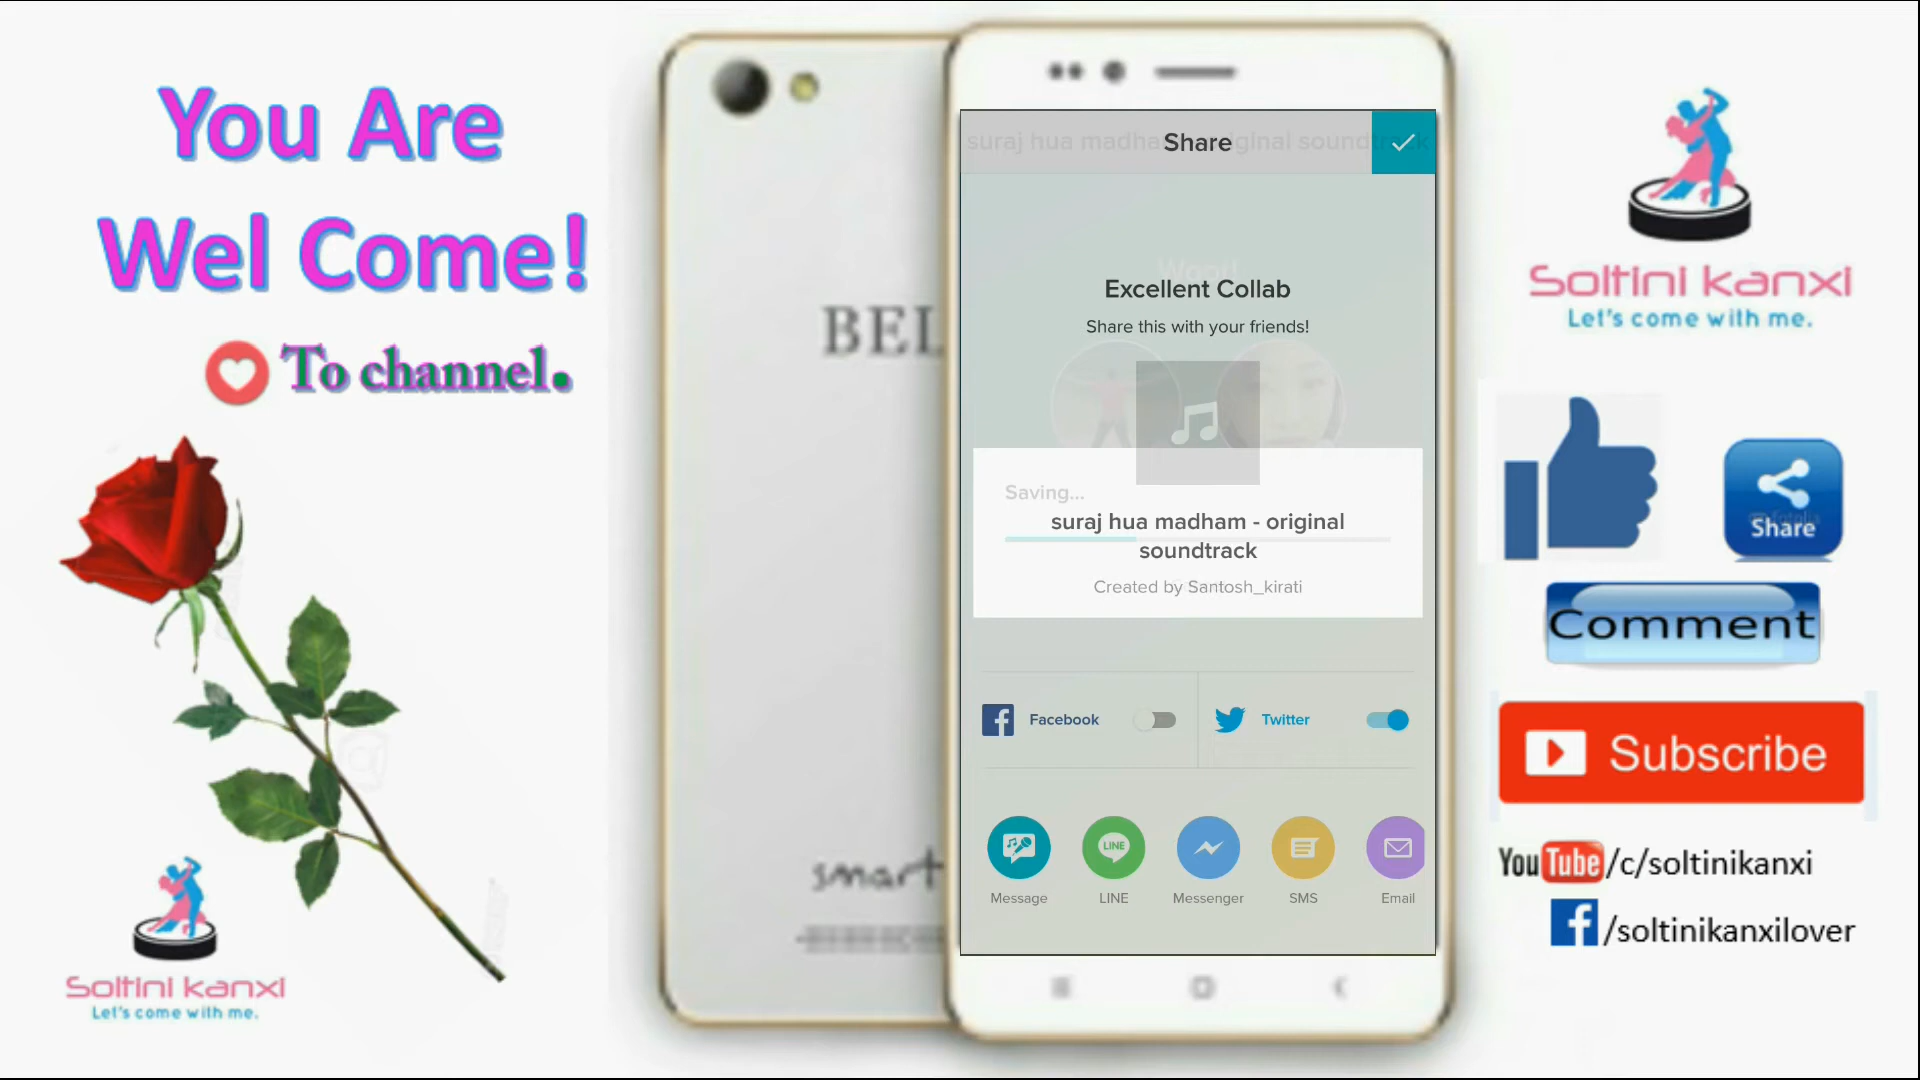 You Are
Wel Come!
To channel.
Soltini kanxi
Let's come with me.
BEL
smart
Share
Excellent Collab
Share this with your friends!
Saving...
suraj hua madham - original
soundtrack
Created by Santosh_kirati
Facebook
Twitter
LINE
Message
LINE
Messenger
SMS
Email
Soltini kanxi
Let's come with me.
Share
Comment
Subscribe
YouTube/c/soltinikanxi
/soltinikanxilover